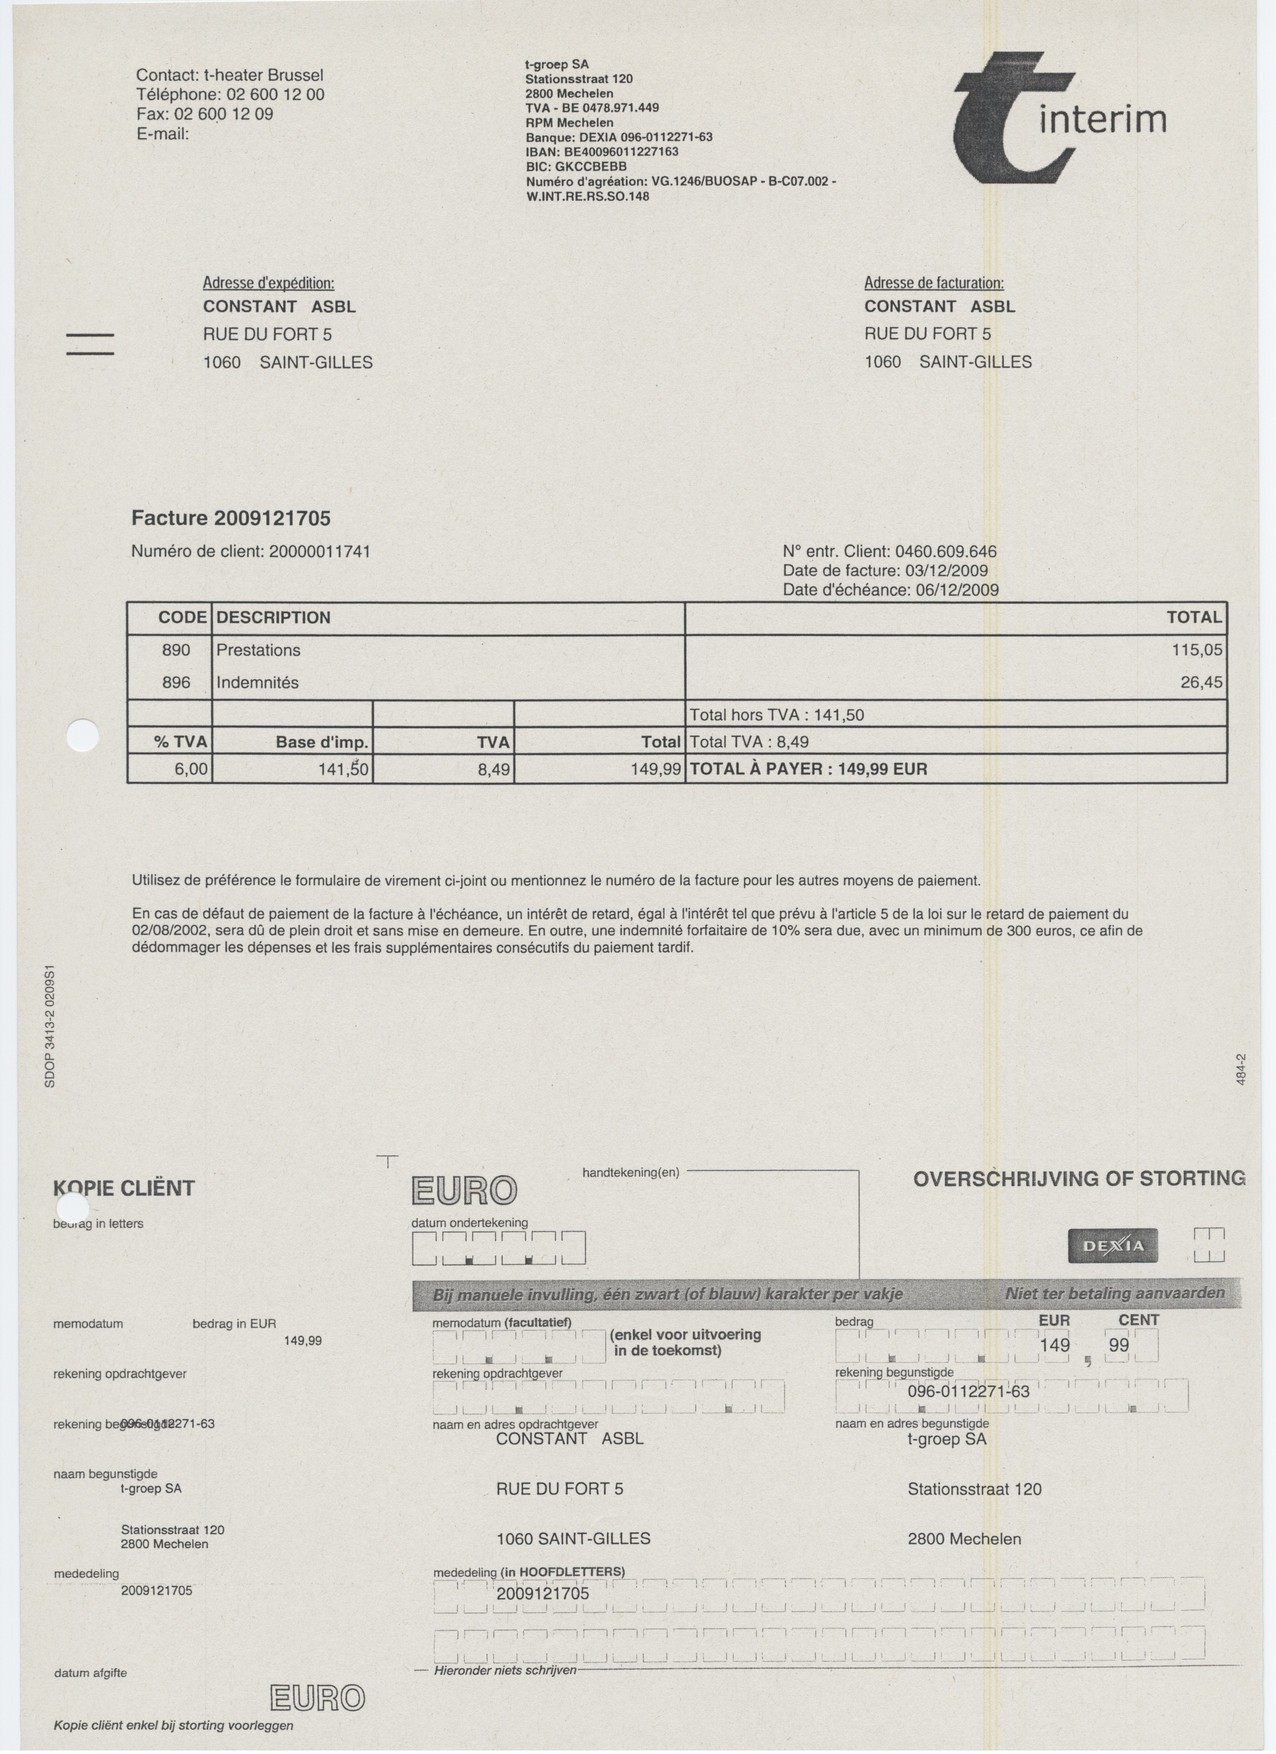 Contact: t-heater Brussel
Téléphone: 02 600 12 00
Fax: 02 600 12 09
E-mail:
t-groep SA
Stationsstraat 120
2800 Mechelen
TVA - BE 0478.971.449
RPM Mechelen
Banque: DEXIA 096-0112271-63
IBAN: BE40096011227163
BIC: GKCCBEBB
Numéro d'agréation: VG.1246/BUOSAP - B-C07.002 -
W.INT.RE.RS.SO.148
t interim
Adresse d'expédition:
CONSTANT ASBL
RUE DU FORT 5
1060 SAINT-GILLES
Adresse de facturation:
CONSTANT ASBL
RUE DU FORT 5
1060 SAINT-GILLES
Facture 2009121705
Numéro de client: 20000011741
N° entr. Client: 0460.609.646
Date de facture: 03/12/2009
Date d'échéance: 06/12/2009
CODE DESCRIPTION TOTAL
890 Prestations 115,05
896 Indemnités 26,45
Total hors TVA : 141,50
% TVA Base d'imp. TVA Total Total TVA : 8,49
6,00 141,50 8,49 149,99 TOTAL À PAYER : 149,99 EUR
Utilisez de préférence le formulaire de virement ci-joint ou mentionnez le numéro de la facture pour les autres moyens de paiement.
En cas de défaut de paiement de la facture à l'échéance, un intérêt de retard, égal à l'intérêt tel que prévu à l'article 5 de la loi sur le retard de paiement du
02/08/2002, sera dû de plein droit et sans mise en demeure. En outre, une indemnité forfaitaire de 10% sera due, avec un minimum de 300 euros, ce afin de
dédommager les dépenses et les frais supplémentaires consécutifs du paiement tardif.
SDOP 3413-2 0209S1
484-2
KOPIE CLIËNT
bedrag in letters
memodatum bedrag in EUR
149,99
rekening opdrachtgever
rekening begunstigde 096-0112271-63
naam begunstigde
t-groep SA
Stationsstraat 120
2800 Mechelen
mededeling
2009121705
datum afgifte
EURO
Kopie cliënt enkel bij storting voorleggen
EURO
handtekening(en)
OVERSCHRIJVING OF STORTING
datum ondertekening
DEXIA
Bij manuele invulling, één zwart (of blauw) karakter per vakje Niet ter betaling aanvaarden
memodatum (facultatief)
(enkel voor uitvoering
in de toekomst)
bedrag EUR CENT
149 , 99
rekening opdrachtgever
rekening begunstigde
096-0112271-63
naam en adres opdrachtgever
CONSTANT ASBL
RUE DU FORT 5
1060 SAINT-GILLES
naam en adres begunstigde
t-groep SA
Stationsstraat 120
2800 Mechelen
mededeling (in HOOFDLETTERS)
2009121705
Hieronder niets schrijven